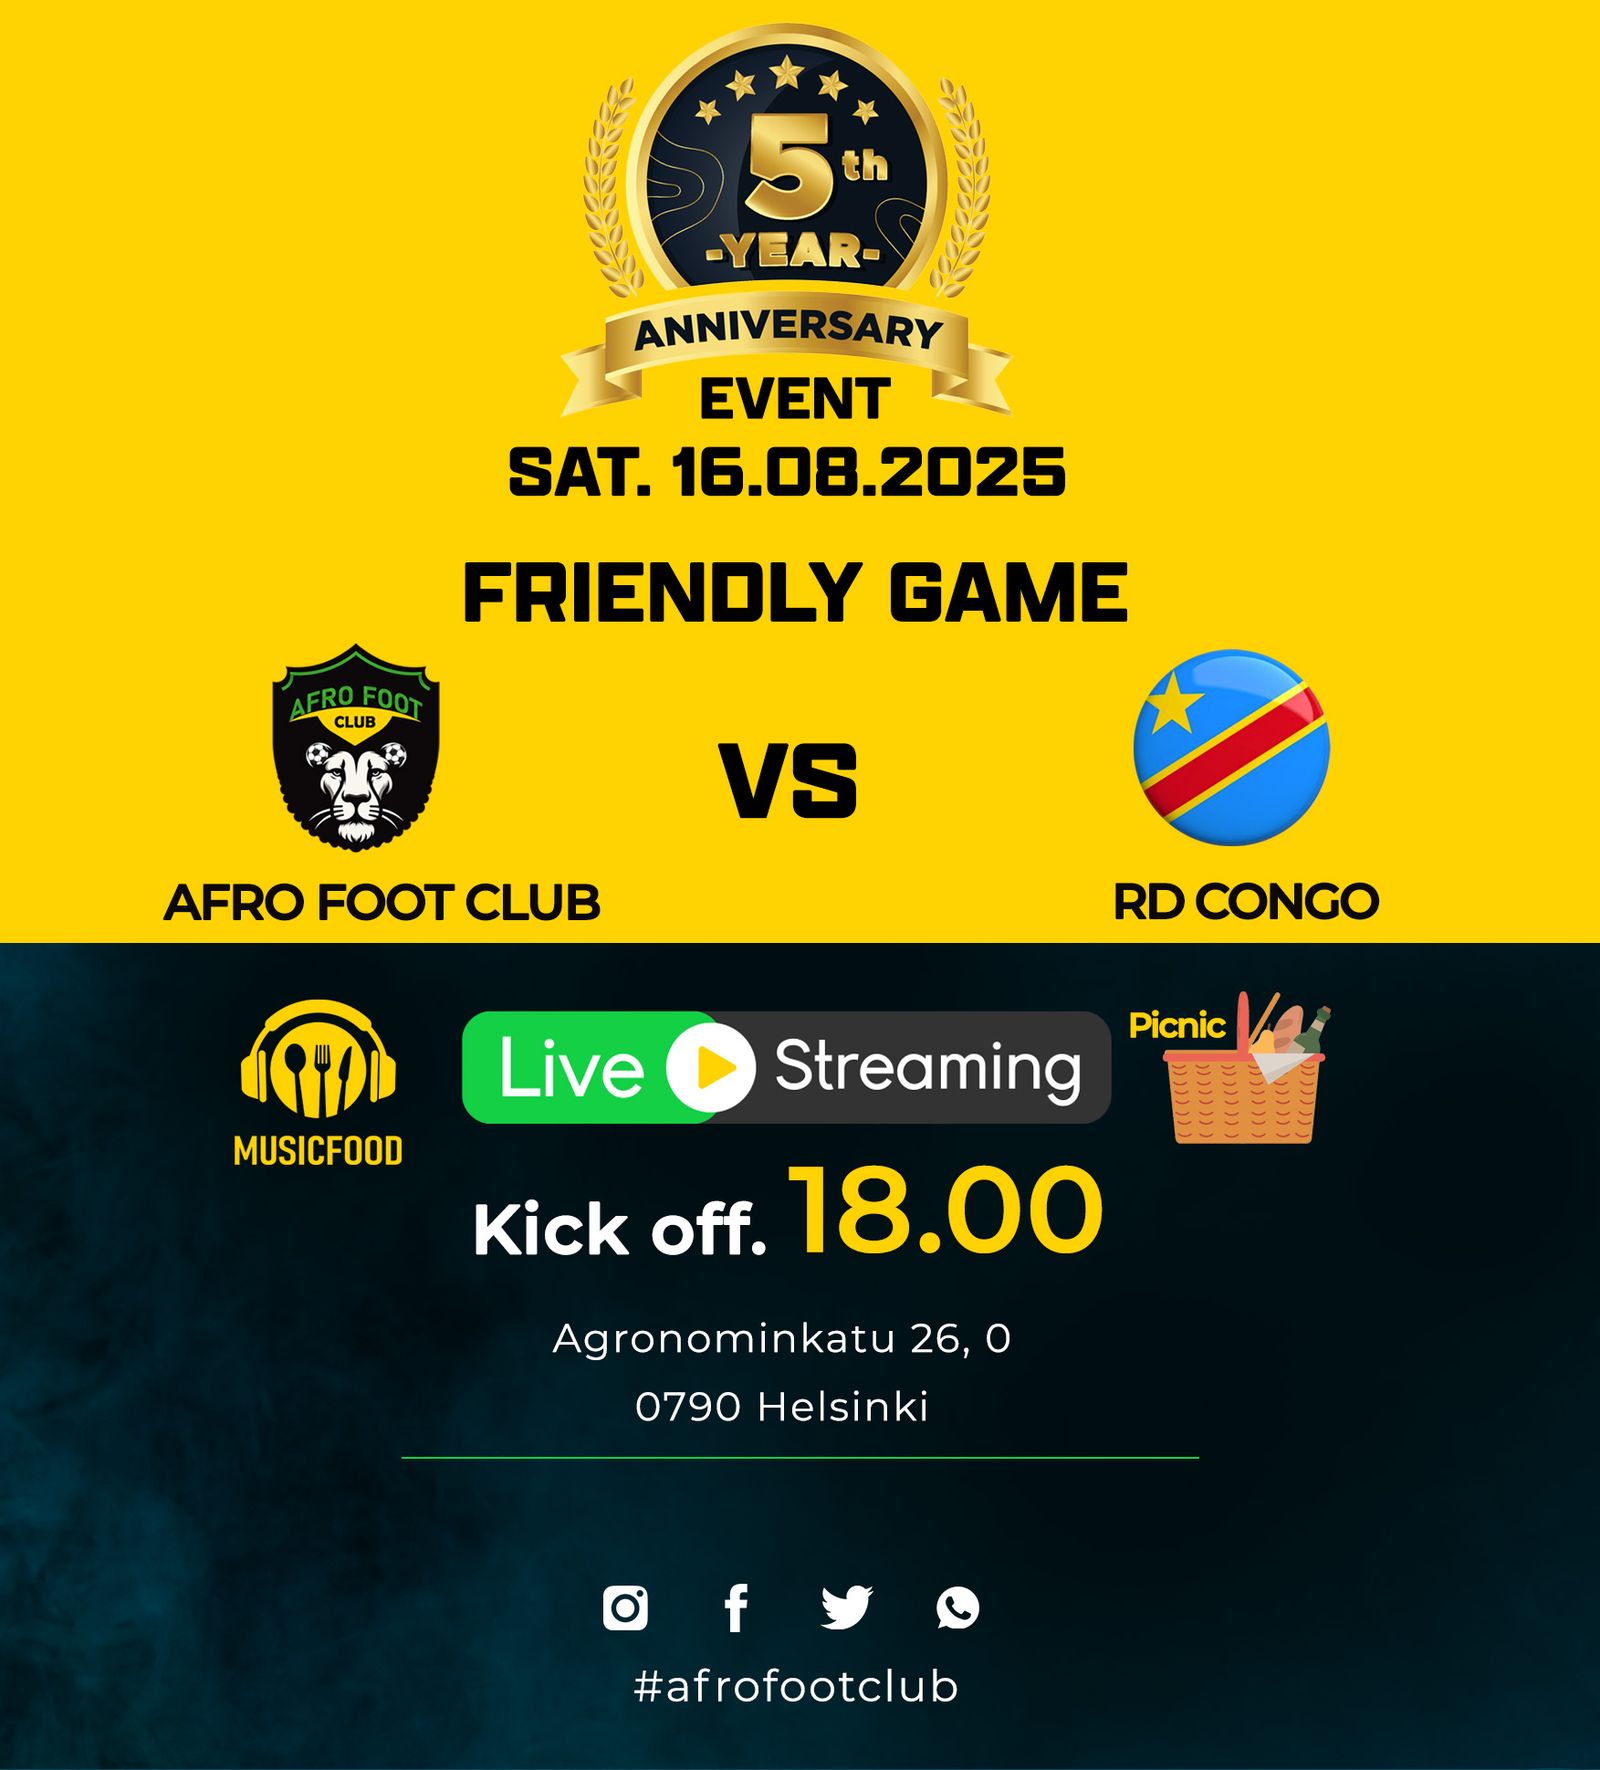 5th
-YEAR-
ANNIVERSARY
EVENT
SAT. 16.08.2025
FRIENDLY GAME
AFRO FOOT
CLUB
VS
AFRO FOOT CLUB
RD CONGO
MUSICFOOD
Live Streaming
Picnic
Kick off. 18.00
Agronominkatu 26, 0
0790 Helsinki
#afrofootclub